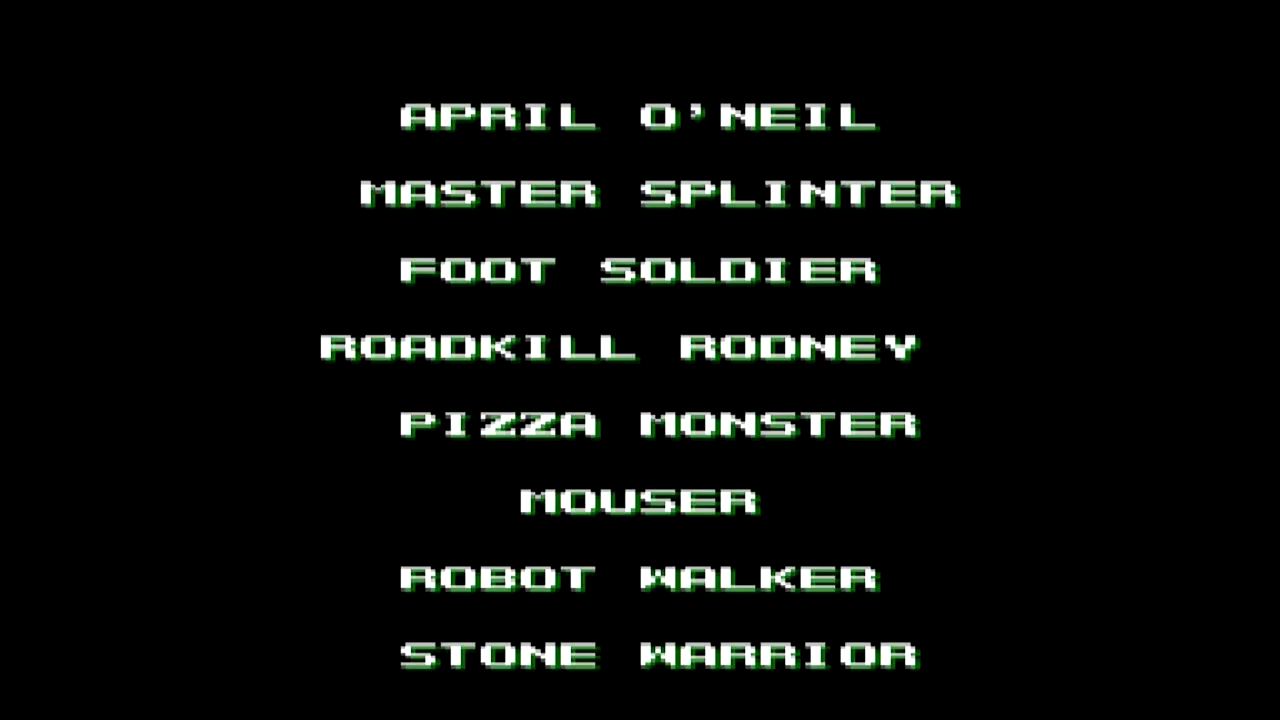 APRIL O'NEIL
MASTER SPLINTER
FOOT SOLDIER
ROADKILL RODNEY
PIZZA MONSTER
MOUSER
ROBOT WALKER
STONE WARRIOR